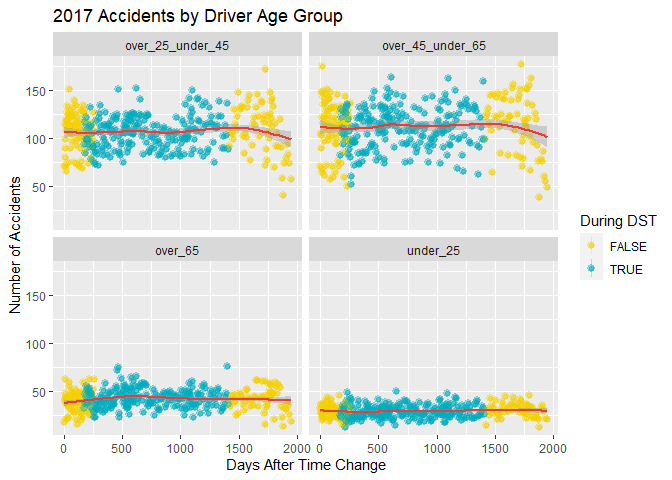 2017 Accidents by Driver Age Group
over_25_under_45
over_45_under_65
150
100
50
Number of Accidents
over_65
under_25
150
100
50
0
500
1000
1500
2000
0
500
1000
1500
2000
Days After Time Change
During DST
FALSE
TRUE